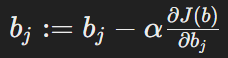 b_j := b_j − α ∂J(b)/∂b_j